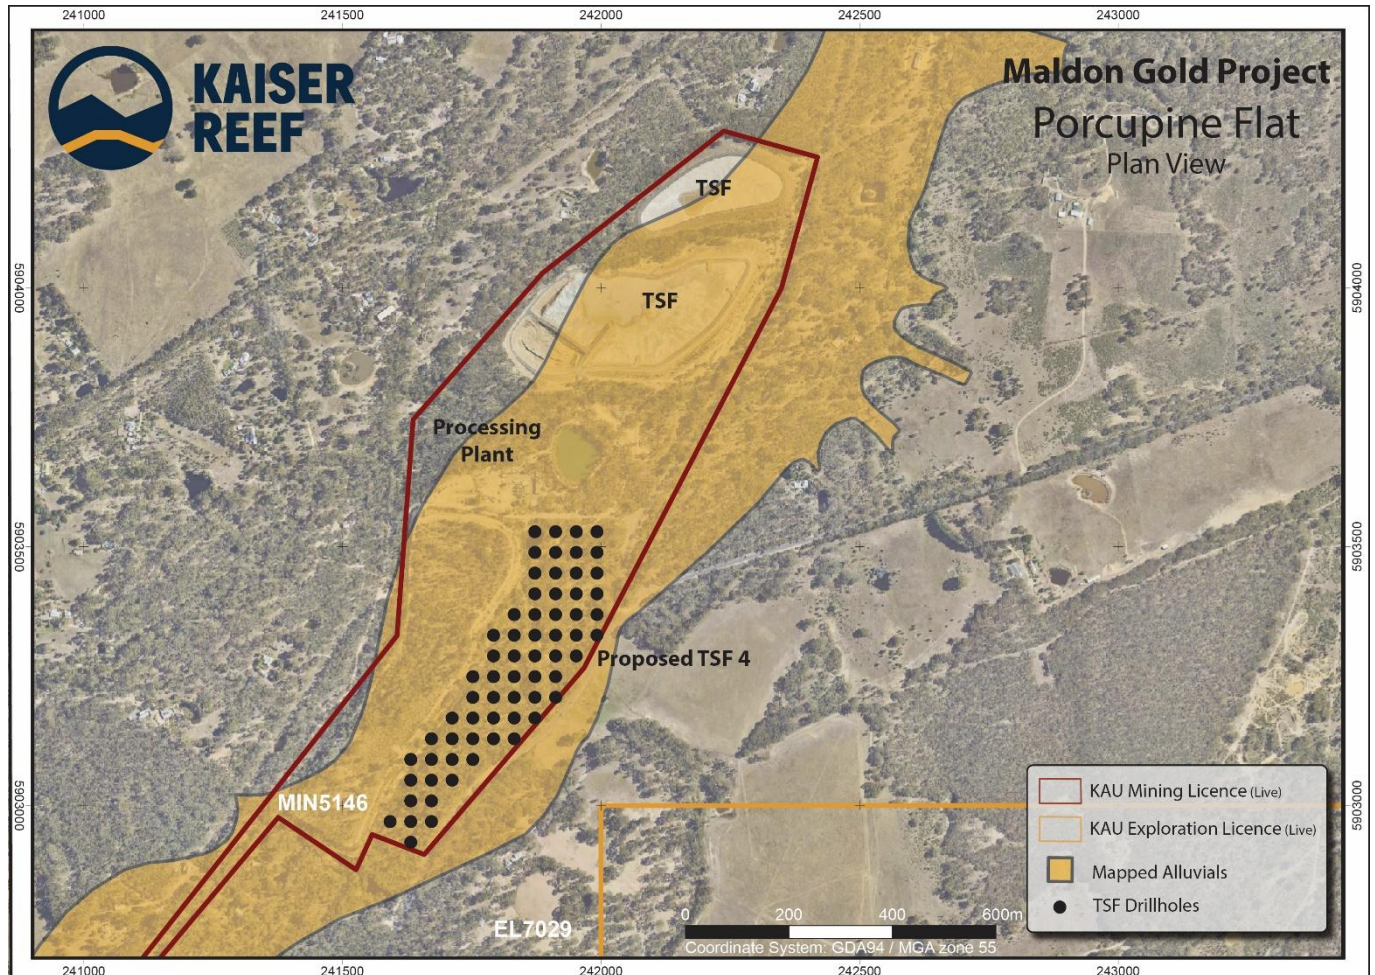 241000 241500 242000 242500 243000
KAISER
REEF
Maldon Gold Project
Porcupine Flat
Plan View
TSF
TSF
5904000
5904000
Processing
Plant
5903500
5903500
Proposed TSF 4
MIN5146
5903000
5903000
KAU Mining Licence (Live)
KAU Exploration Licence (Live)
Mapped Alluvials
TSF Drillholes
EL7029
0 200 400 600m
Coordinate System: GDA94 / MGA zone 55
241000 241500 242000 242500 243000